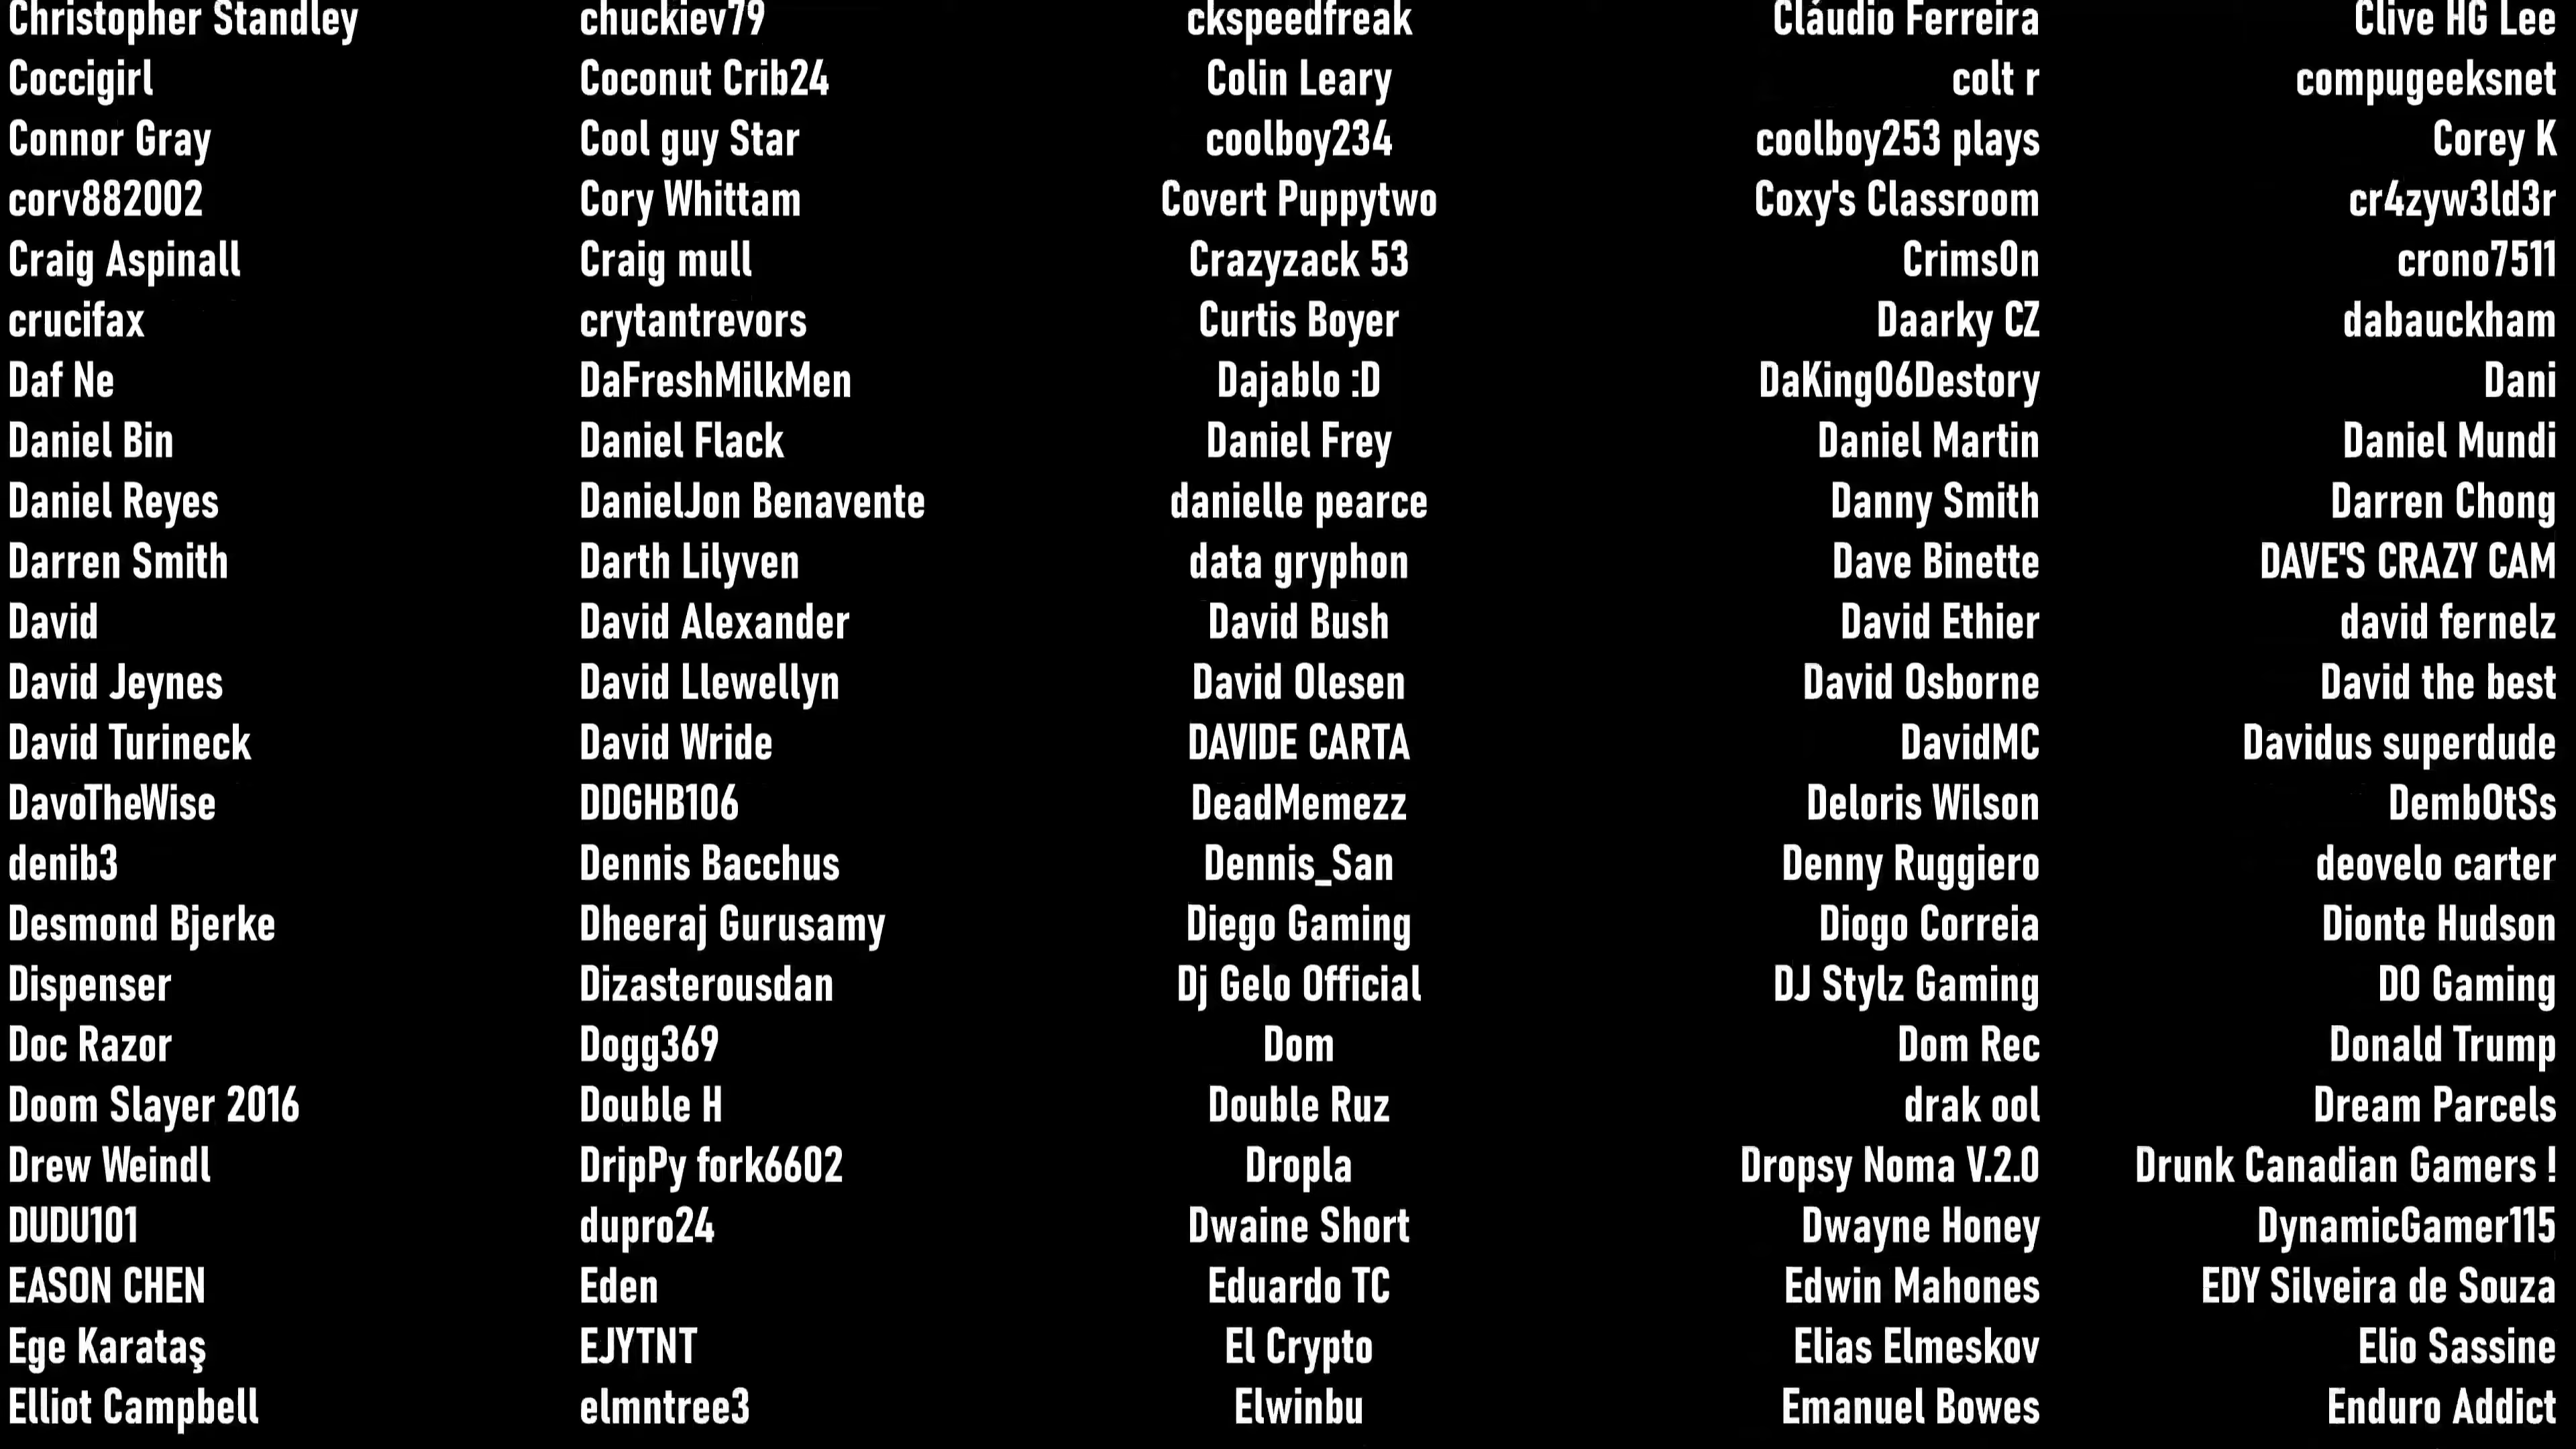 Christopher Standley chuckiev79 ckspeedfreak Cláudio Ferreira Clive HG Lee
Coccigirl Coconut Crib24 Colin Leary colt r compugeeksnet
Connor Gray Cool guy Star coolboy234 coolboy253 plays Corey K
corv882002 Cory Whittam Covert Puppytwo Coxy's Classroom cr4zyw3ld3r
Craig Aspinall Craig mull Crazyzack 53 Crims0n crono7511
crucifax crytantrevors Curtis Boyer Daarky CZ dabauckham
Daf Ne DaFreshMilkMen Dajablo :D DaKing06Destory Dani
Daniel Bin Daniel Flack Daniel Frey Daniel Martin Daniel Mundi
Daniel Reyes DanielJon Benavente danielle pearce Danny Smith Darren Chong
Darren Smith Darth Lilyven data gryphon Dave Binette DAVE'S CRAZY CAM
David David Alexander David Bush David Ethier david fernelz
David Jeynes David Llewellyn David Olesen David Osborne David the best
David Turineck David Wride DAVIDE CARTA DavidMC Davidus superdude
DavoTheWise DDGHB106 DeadMemezz Deloris Wilson Demb0tSs
denib3 Dennis Bacchus Dennis_San Denny Ruggiero deovelo carter
Desmond Bjerke Dheeraj Gurusamy Diego Gaming Diogo Correia Dionte Hudson
Dispenser Dizasterousdan Dj Gelo Official DJ Stylz Gaming DO Gaming
Doc Razor Dogg369 Dom Dom Rec Donald Trump
Doom Slayer 2016 Double H Double Ruz drak ool Dream Parcels
Drew Weindl DripPy fork6602 Dropla Dropsy Noma V.2.0 Drunk Canadian Gamers !
DUDU101 dupro24 Dwaine Short Dwayne Honey DynamicGamer115
EASON CHEN Eden Eduardo TC Edwin Mahones EDY Silveira de Souza
Ege Karataş EJYTNT El Crypto Elias Elmeskov Elio Sassine
Elliot Campbell elmntree3 Elwinbu Emanuel Bowes Enduro Addict